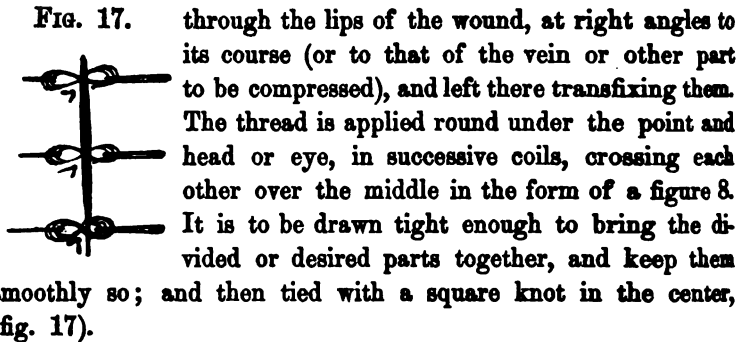 FIG. 17.
through the lips of the wound, at right angles to
its course (or to that of the vein or other part
to be compressed), and left there transfixing them.
The thread is applied round under the point and
head or eye, in successive coils, crossing each
other over the middle in the form of a figure 8.
It is to be drawn tight enough to bring the di-
vided or desired parts together, and keep them
moothly so; and then tied with a square knot in the center,
fig. 17).